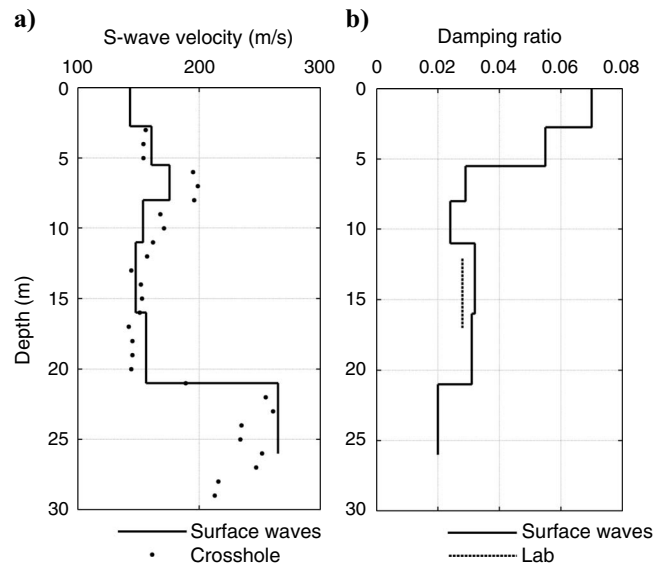 a)
S-wave velocity (m/s)
100 200 300
0
5
10
15
20
25
30
Depth (m)
Surface waves
Crosshole
b)
Damping ratio
0 0.02 0.04 0.06 0.08
0
5
10
15
20
25
30
Surface waves
Lab